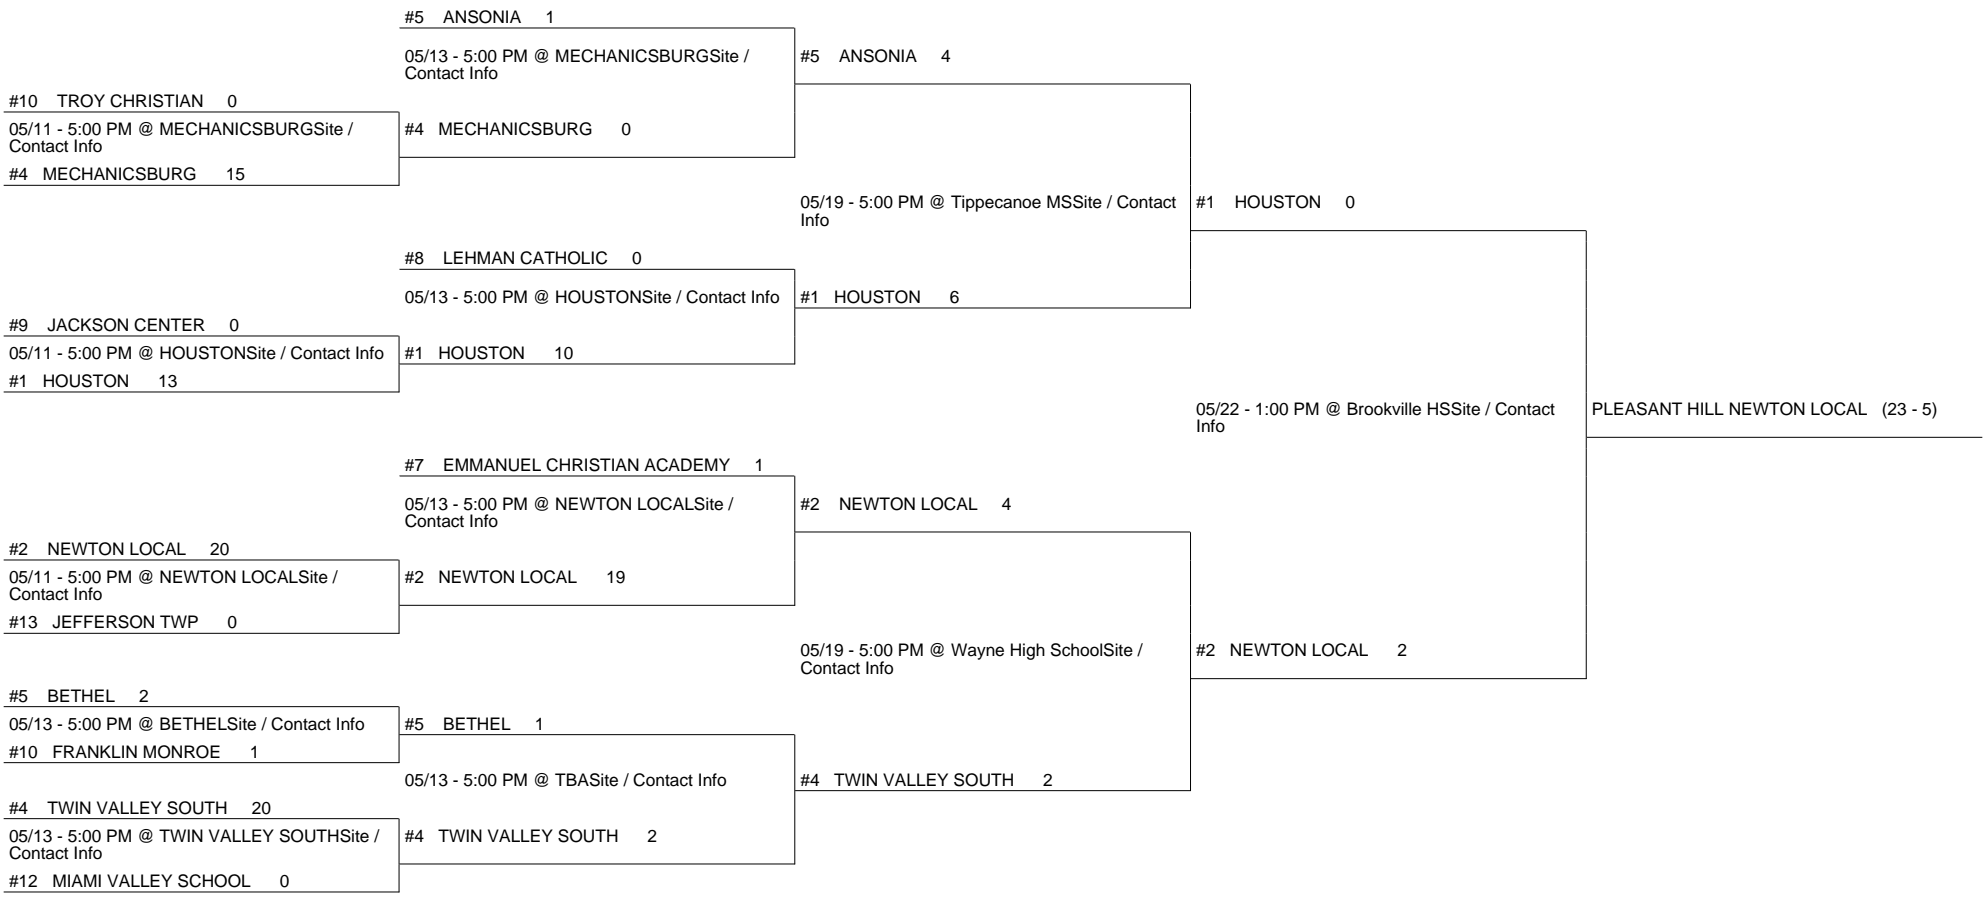 #5 ANSONIA 1
05/13 - 5:00 PM @ MECHANICSBURGSite /
Contact Info
#5 ANSONIA 4
#10 TROY CHRISTIAN 0
05/11 - 5:00 PM @ MECHANICSBURGSite /
Contact Info
#4 MECHANICSBURG 0
#4 MECHANICSBURG 15
05/19 - 5:00 PM @ Tippecanoe MSSite / Contact
Info
#1 HOUSTON 0
#8 LEHMAN CATHOLIC 0
05/13 - 5:00 PM @ HOUSTONSite / Contact Info
#1 HOUSTON 6
#9 JACKSON CENTER 0
05/11 - 5:00 PM @ HOUSTONSite / Contact Info
#1 HOUSTON 10
#1 HOUSTON 13
05/22 - 1:00 PM @ Brookville HSSite / Contact
Info
PLEASANT HILL NEWTON LOCAL (23 - 5)
#7 EMMANUEL CHRISTIAN ACADEMY 1
05/13 - 5:00 PM @ NEWTON LOCALSite /
Contact Info
#2 NEWTON LOCAL 4
#2 NEWTON LOCAL 20
05/11 - 5:00 PM @ NEWTON LOCALSite /
Contact Info
#2 NEWTON LOCAL 19
#13 JEFFERSON TWP 0
05/19 - 5:00 PM @ Wayne High SchoolSite /
Contact Info
#2 NEWTON LOCAL 2
#5 BETHEL 2
05/13 - 5:00 PM @ BETHELSite / Contact Info
#5 BETHEL 1
#10 FRANKLIN MONROE 1
05/13 - 5:00 PM @ TBASite / Contact Info
#4 TWIN VALLEY SOUTH 2
#4 TWIN VALLEY SOUTH 20
05/13 - 5:00 PM @ TWIN VALLEY SOUTHSite /
Contact Info
#4 TWIN VALLEY SOUTH 2
#12 MIAMI VALLEY SCHOOL 0